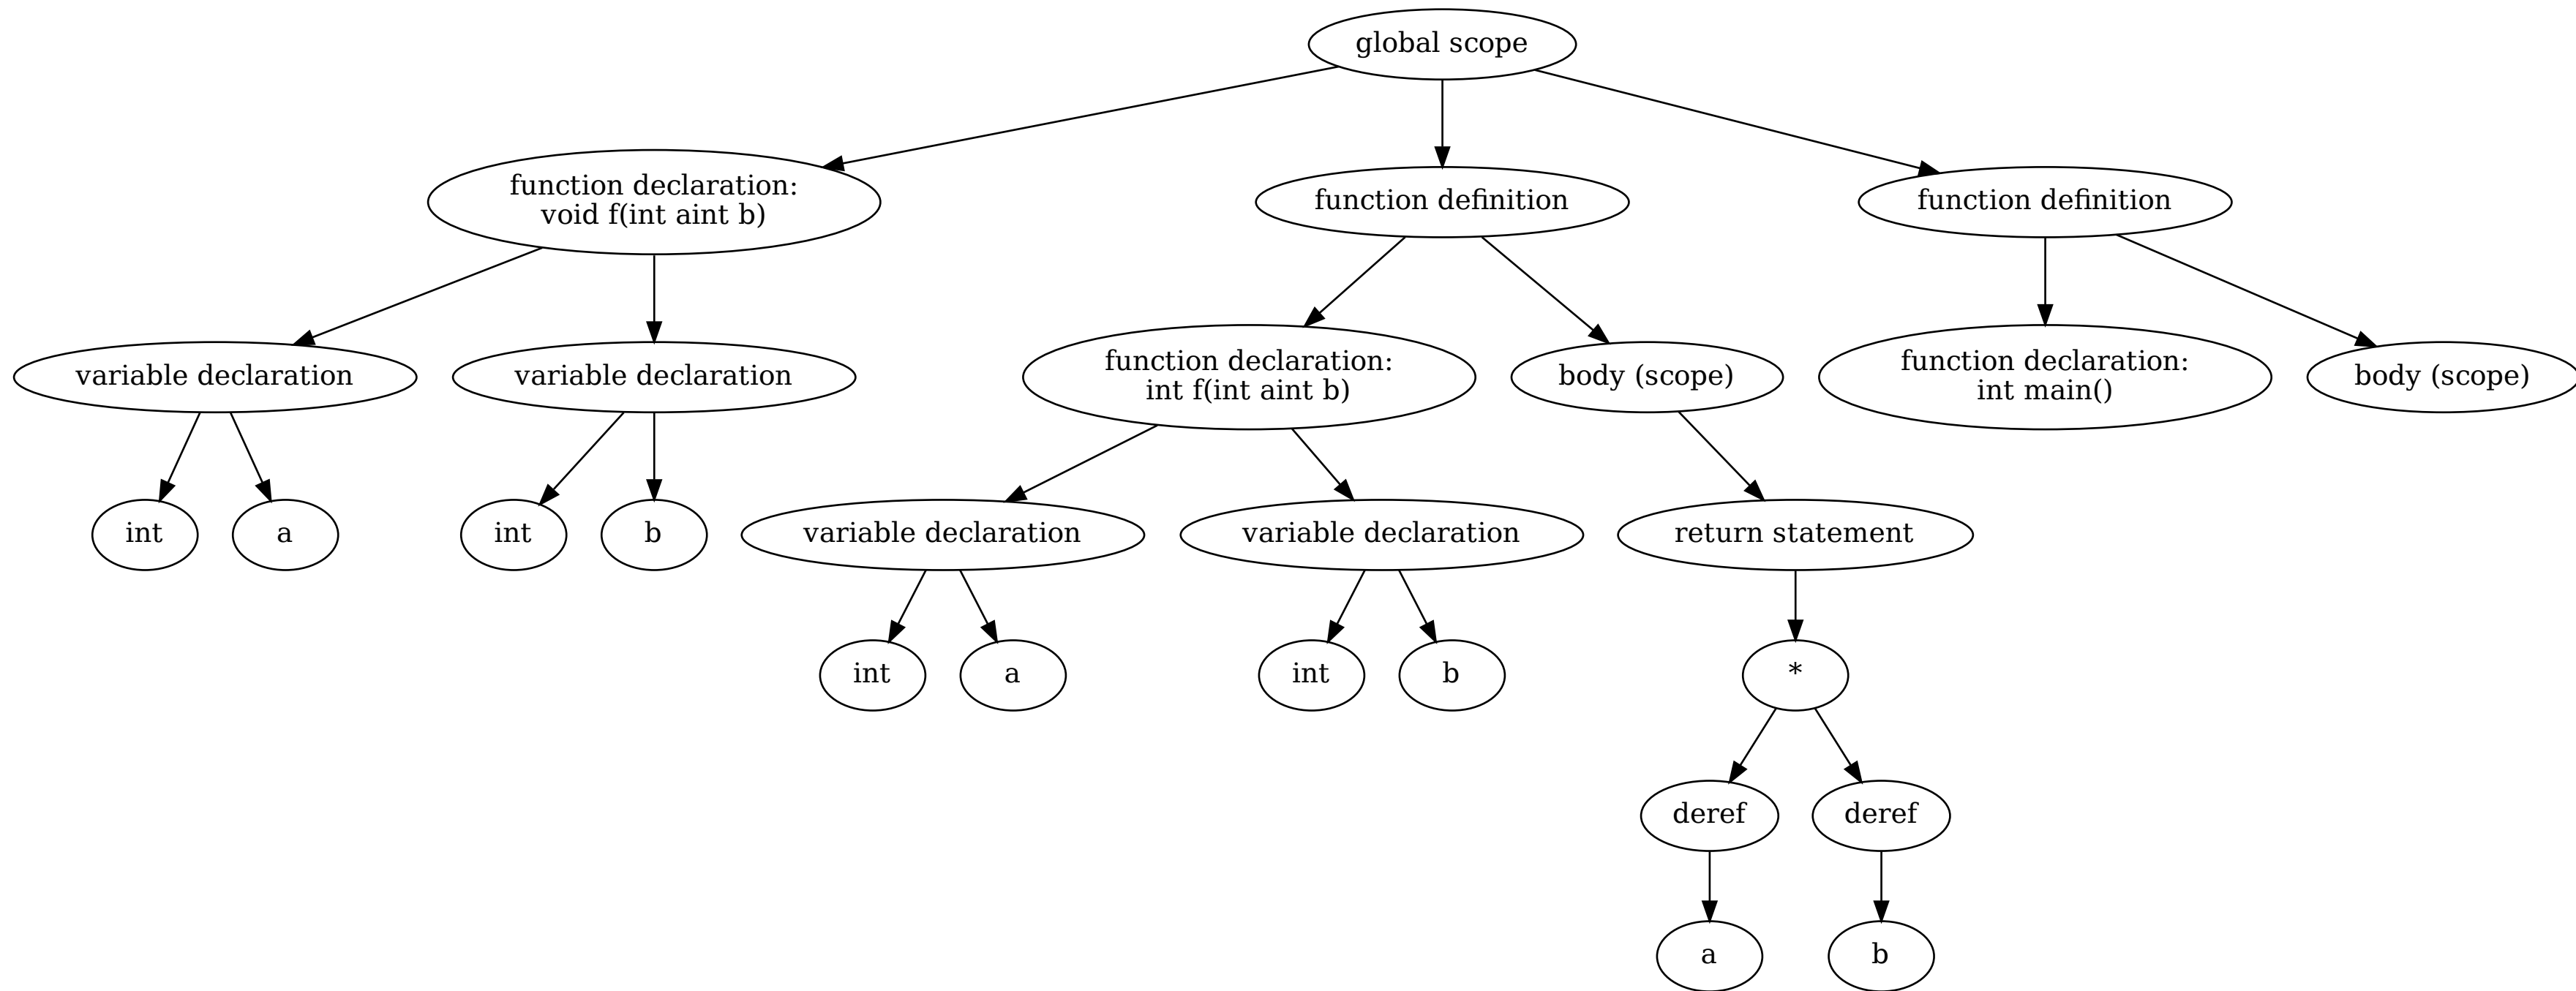 global scope
function declaration:
void f(int aint b)
function definition
function definition
variable declaration
variable declaration
function declaration:
int f(int aint b)
body (scope)
function declaration:
int main()
body (scope)
int
a
int
b
variable declaration
variable declaration
return statement
int
a
int
b
*
deref
deref
a
b